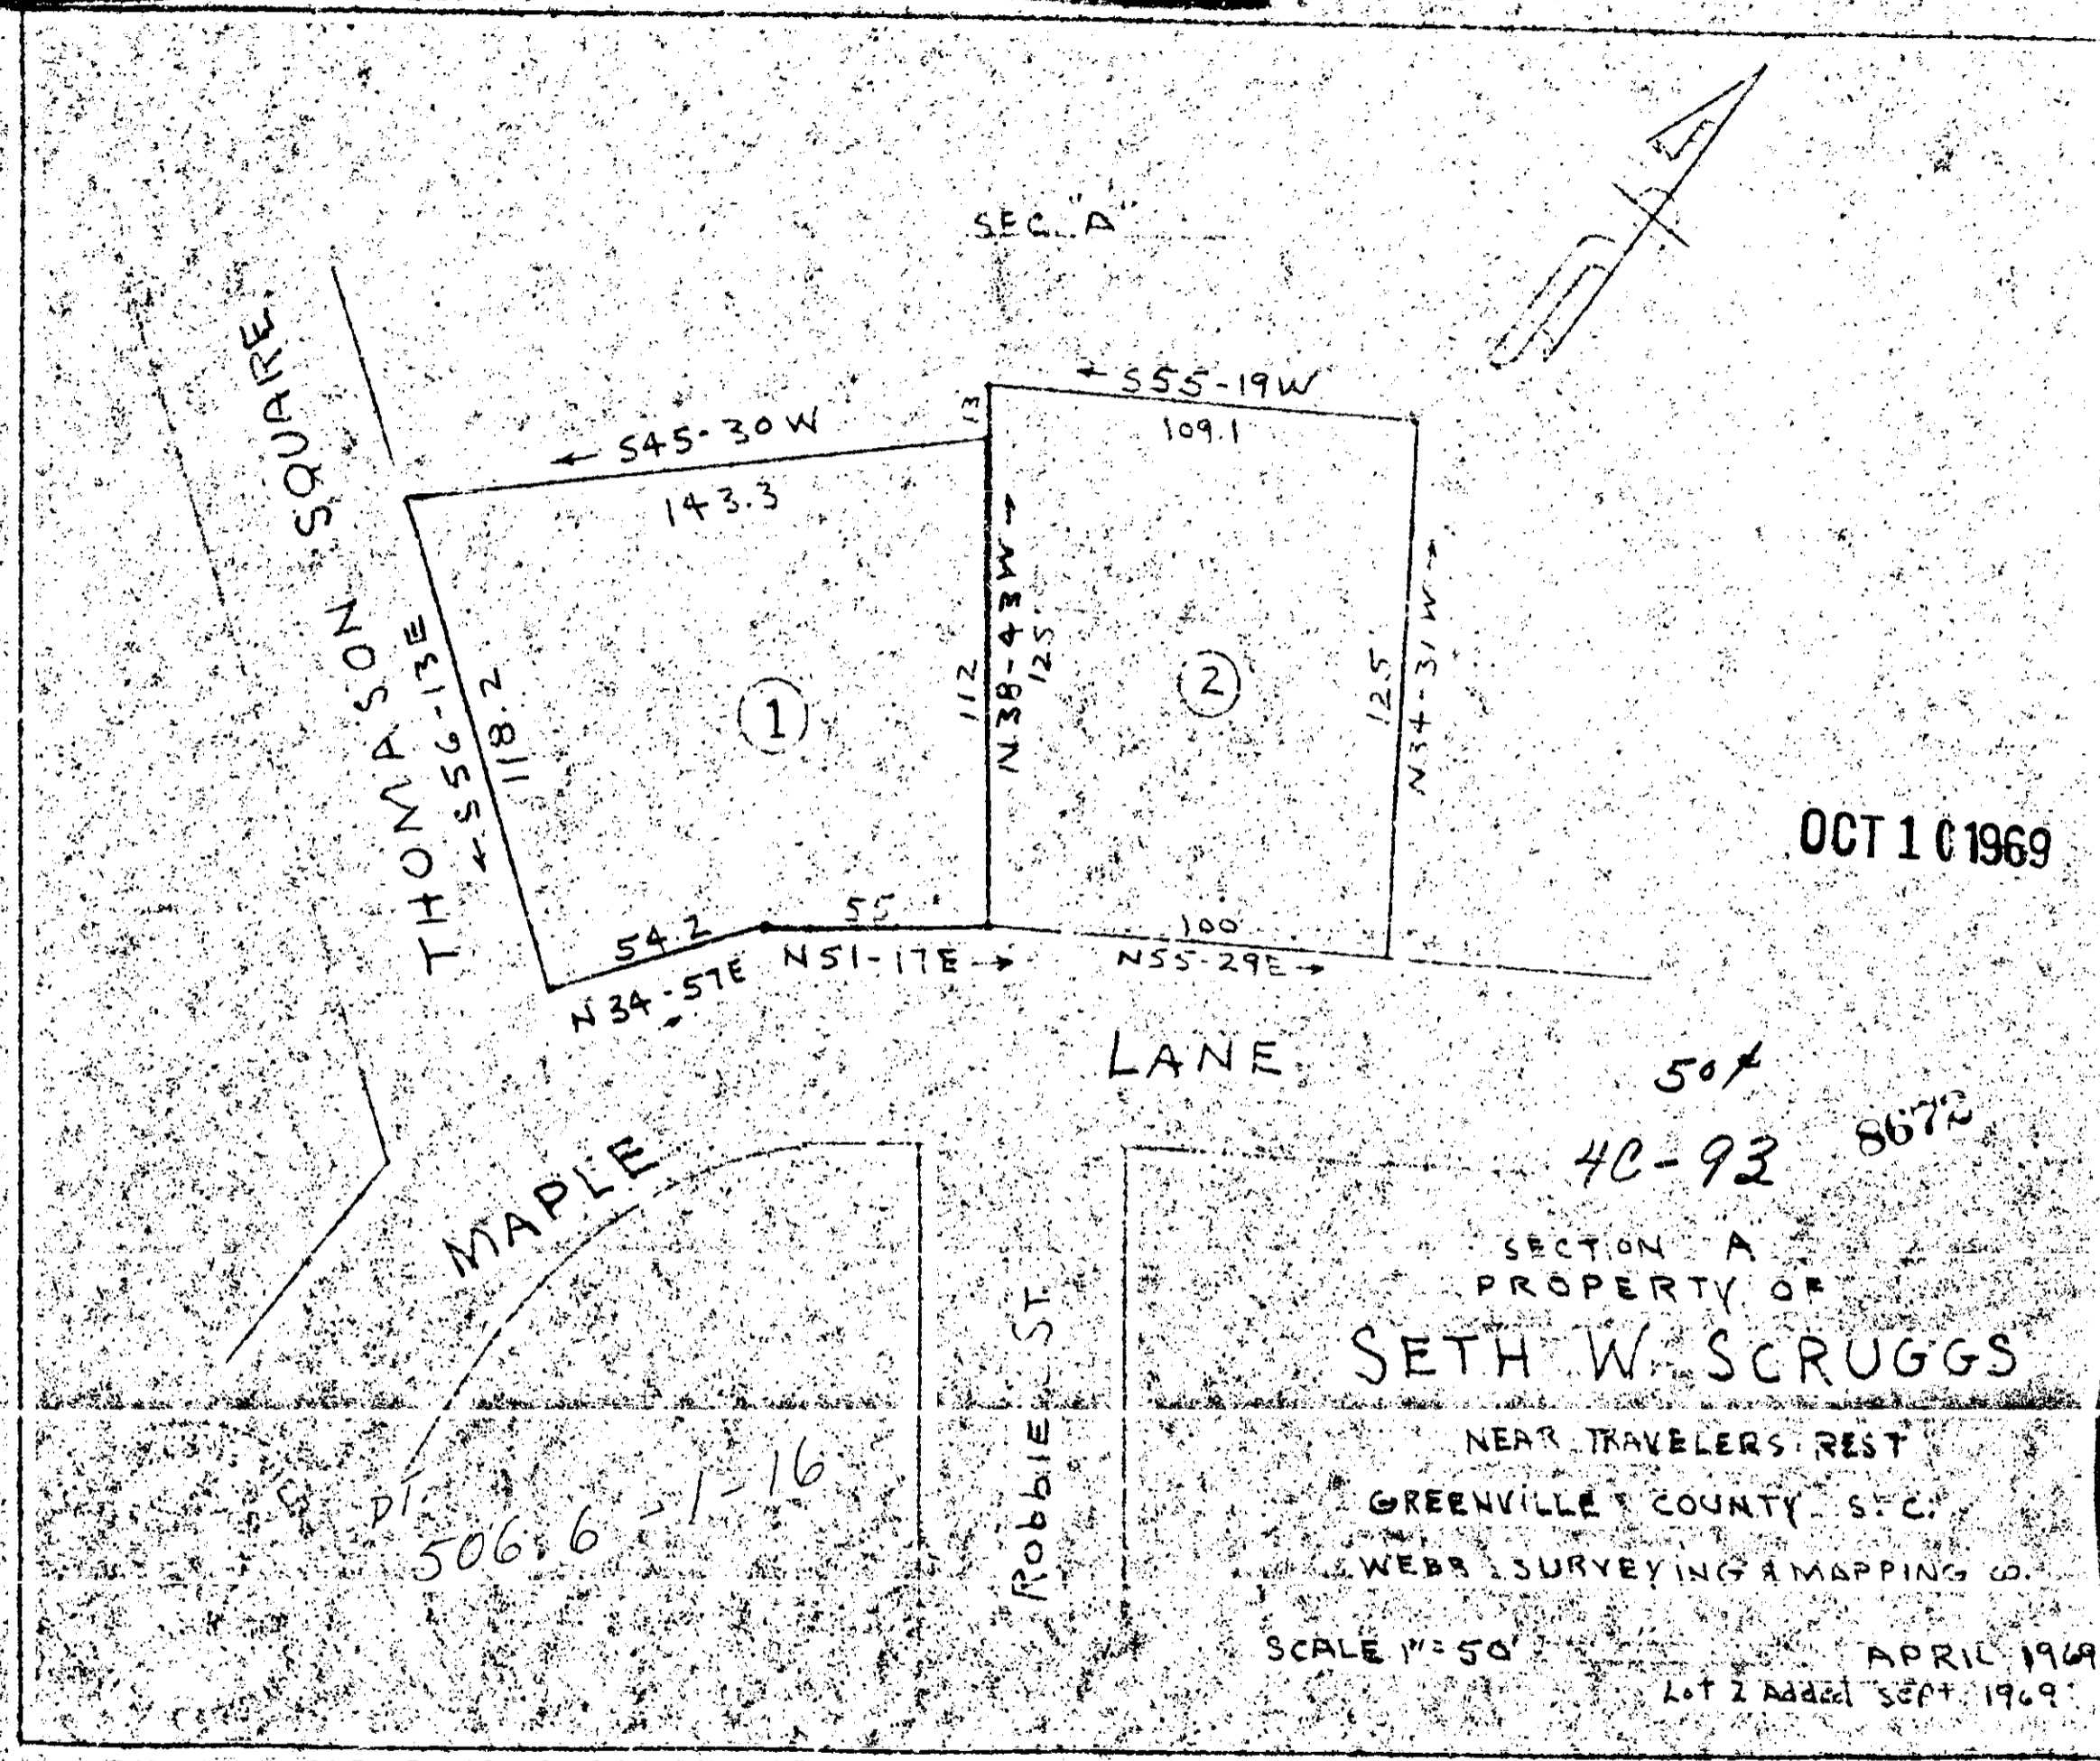 SEC. "A"
THOMASON SQUARE
← S45-30W
143.3
13
← S55-19W
109.1
← S56-13E
118.2
1
112
N38-43W →
125
2
125
N34-31W →
54.2
N34-57E
55
N51-17E →
100
N55-29E →
MAPLE LANE
Robbie ST.
OCT 10 1969
50¢
4C-93
8672
SECTION "A"
PROPERTY OF
SETH W. SCRUGGS
NEAR TRAVELERS REST
GREENVILLE COUNTY S.C.
WEBB SURVEYING & MAPPING CO.
SCALE 1"=50'
APRIL 1969
Lot 2 Added Sept. 1969
506.6-1-16